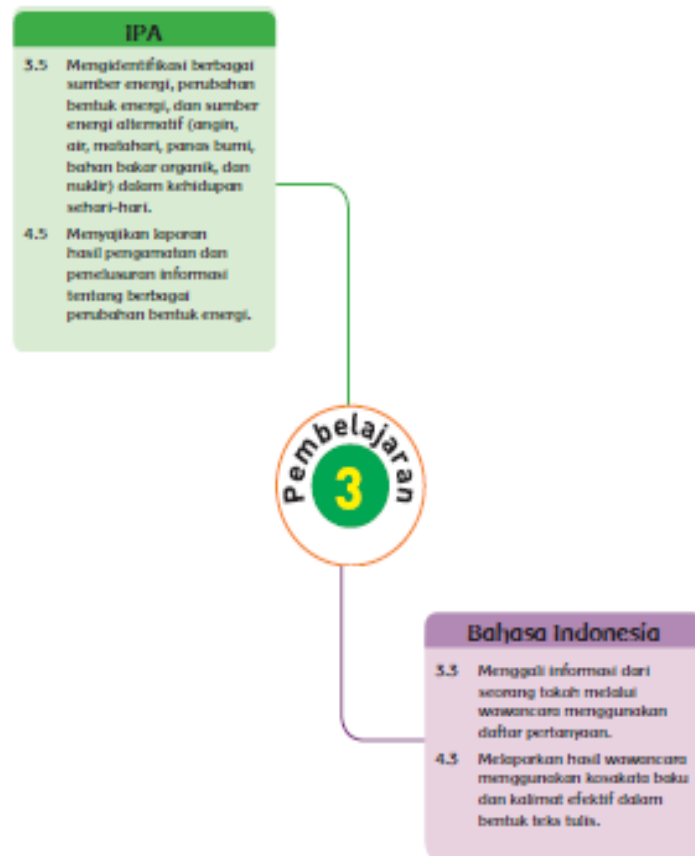 IPA
3.5 Mengidentifikasi berbagai
sumber energi, perubahan
bentuk energi, dan sumber
energi alternatif (angin,
air, matahari, panas bumi,
bahan bakar organik, dan
nuklir) dalam kehidupan
sehari-hari.
4.5 Menyajikan laporan
hasil pengamatan dan
penelusuran informasi
tentang berbagai
perubahan bentuk energi.
Pembelajaran
3
Bahasa Indonesia
3.3 Menggali informasi dari
seorang tokoh melalui
wawancara menggunakan
daftar pertanyaan.
4.3 Melaporkan hasil wawancara
menggunakan kosakata baku
dan kalimat efektif dalam
bentuk teks tulis.